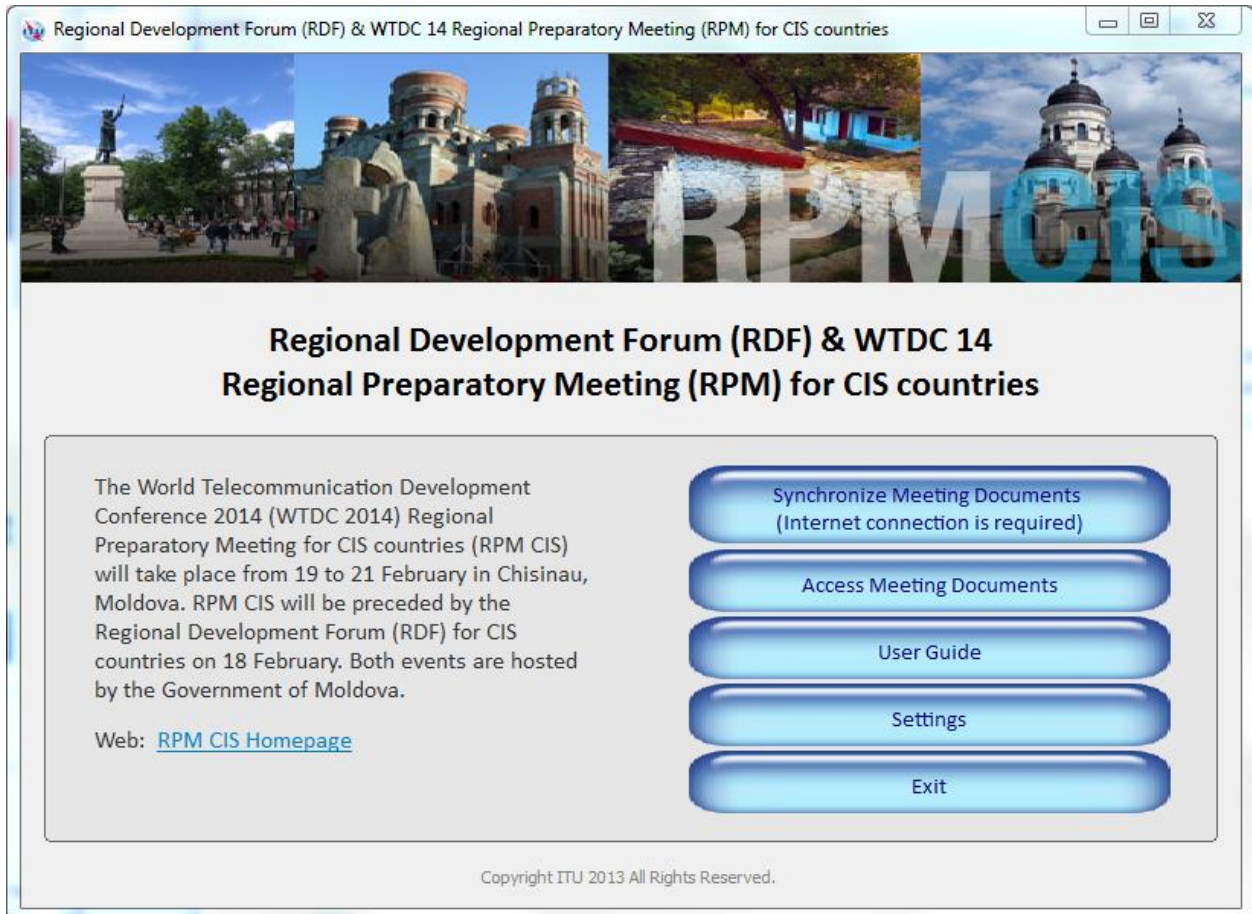 Regional Development Forum (RDF) & WTDC 14 Regional Preparatory Meeting (RPM) for CIS countries
RPMCIS
Regional Development Forum (RDF) & WTDC 14
Regional Preparatory Meeting (RPM) for CIS countries
The World Telecommunication Development
Conference 2014 (WTDC 2014) Regional
Preparatory Meeting for CIS countries (RPM CIS)
will take place from 19 to 21 February in Chisinau,
Moldova. RPM CIS will be preceded by the
Regional Development Forum (RDF) for CIS
countries on 18 February. Both events are hosted
by the Government of Moldova.
Web: RPM CIS Homepage
Synchronize Meeting Documents
(Internet connection is required)
Access Meeting Documents
User Guide
Settings
Exit
Copyright ITU 2013 All Rights Reserved.